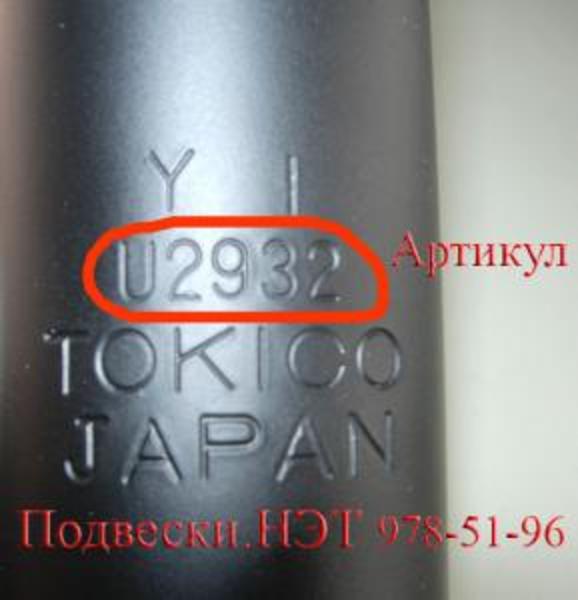 Y I
U2932
Артикул
TOKICO
JAPAN
Подвески.НЭТ 978-51-96